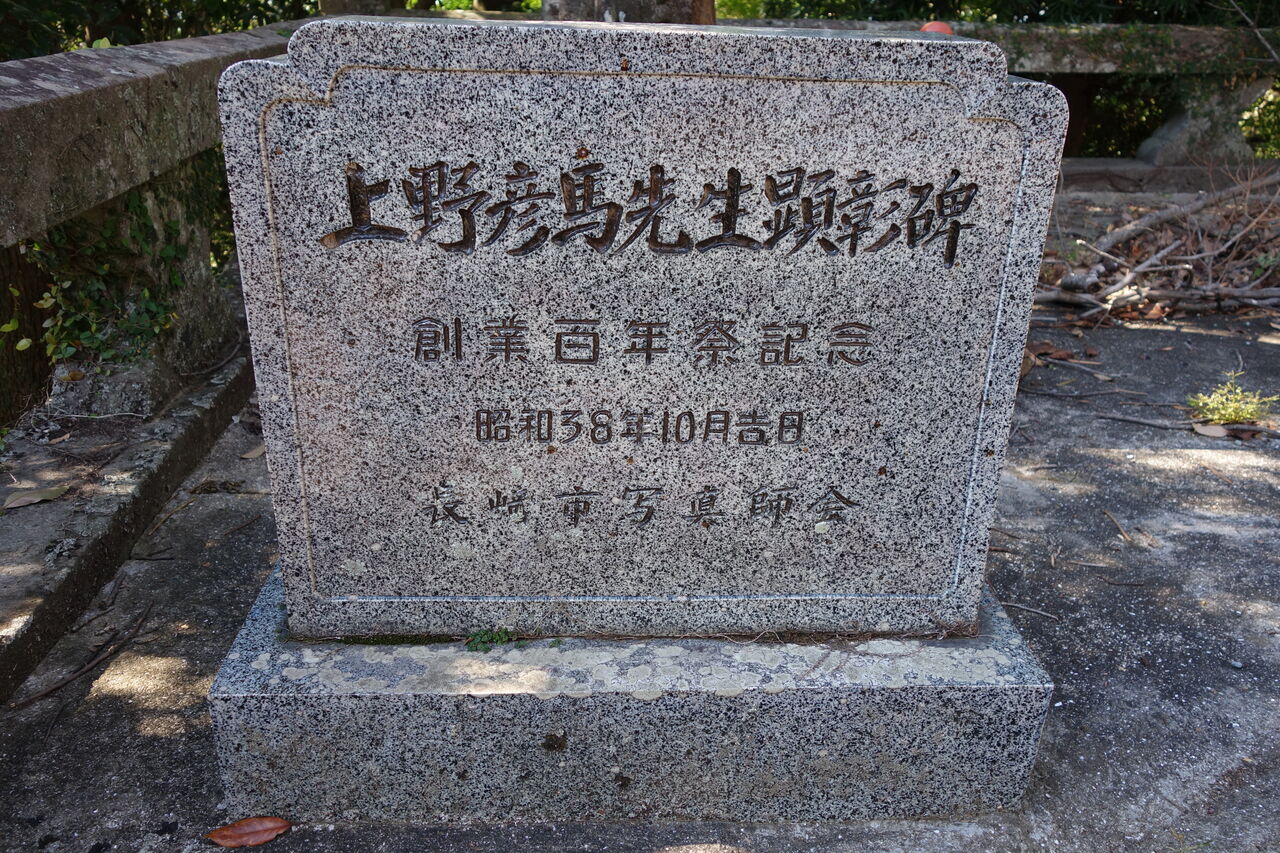 上野彦馬先生顕彰碑
創業百年祭記念
昭和38年10月吉日
長崎市写真師会